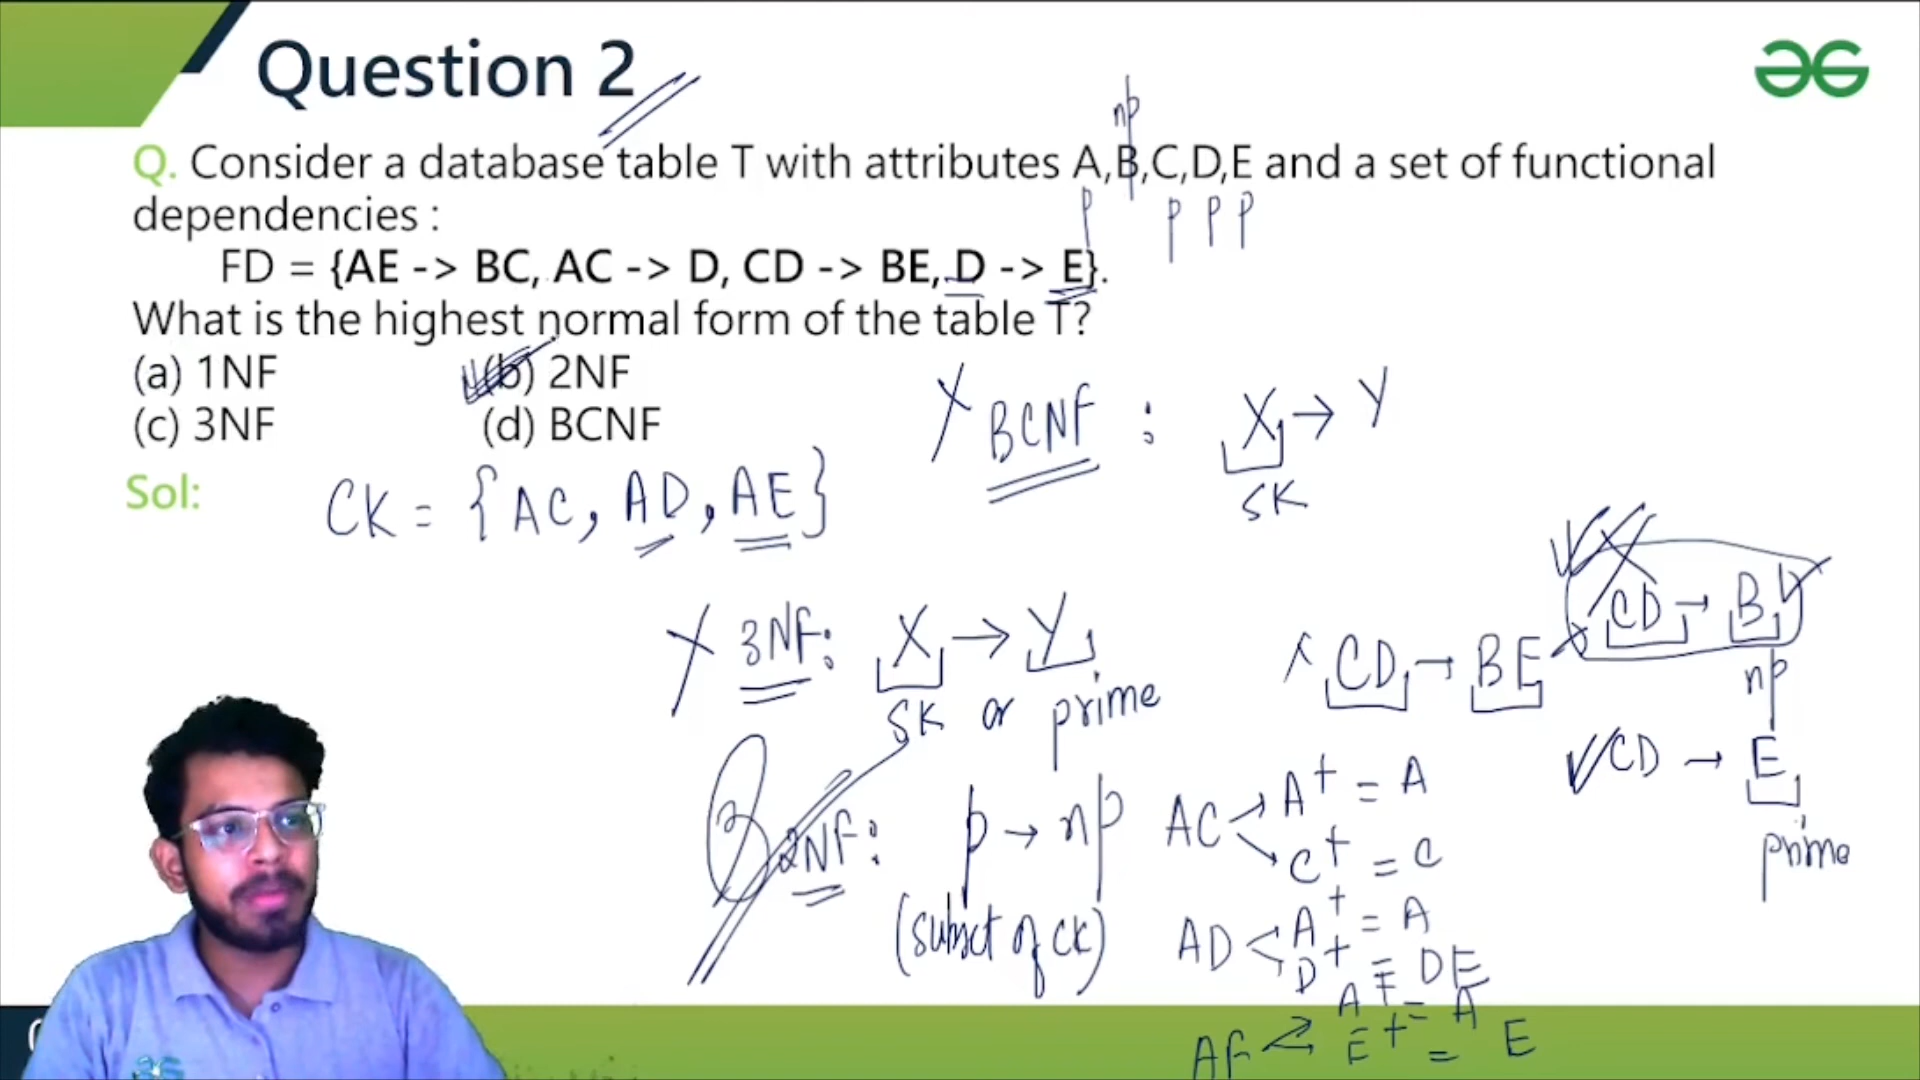 Question 2
np
Q. Consider a database table T with attributes A,B,C,D,E and a set of functional
dependencies :
p p p p
FD = {AE -> BC, AC -> D, CD -> BE, D -> E}.
What is the highest normal form of the table T?
(a) 1NF (b) 2NF
(c) 3NF (d) BCNF
X BCNF : X → Y
SK
Sol:
CK = {AC, AD, AE}
X 3NF: X → Y
SK or prime
CD → BE
CD → B
np
CD → E
prime
2NF: p → np
(subset of CK)
AC
A+ = A
C+ = C
AD
A+ = A
D+ = DE
AE
A+ = A
E+ = E